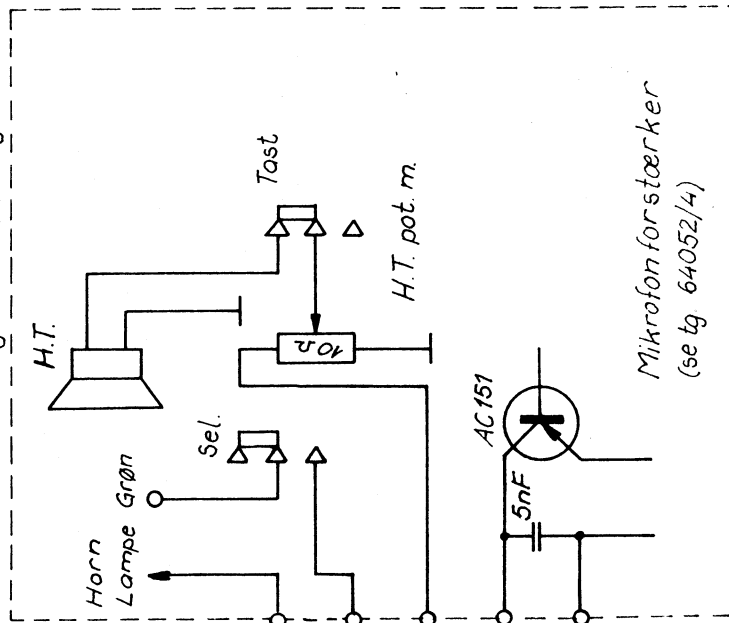 H.T.
Tast
H.T. pot. m.
10Ω
Sel.
Horn
Lampe Grøn
AC151
5nF
Mikrofonforstærker
(se tg. 64052/4)